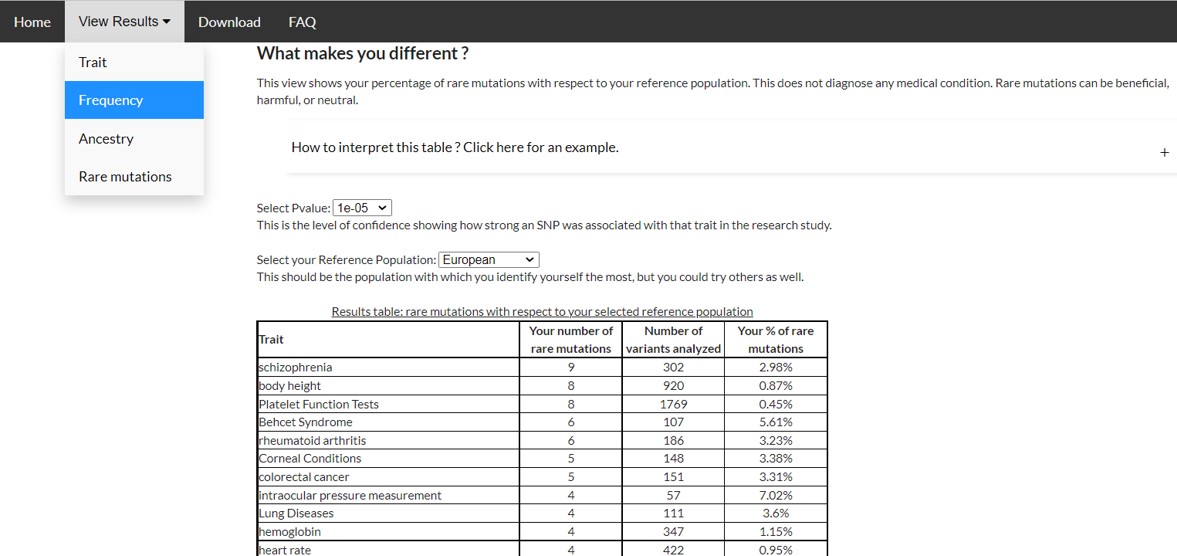 Home View Results Download FAQ
Trait
Frequency
Ancestry
Rare mutations
What makes you different ?
This view shows your percentage of rare mutations with respect to your reference population. This does not diagnose any medical condition. Rare mutations can be beneficial,
harmful, or neutral.
How to interpret this table ? Click here for an example. +
Select Pvalue: 1e-05
This is the level of confidence showing how strong an SNP was associated with that trait in the research study.
Select your Reference Population: European
This should be the population with which you identify yourself the most, but you could try others as well.
Results table: rare mutations with respect to your selected reference population
Trait Your number of rare mutations Number of variants analyzed Your % of rare mutations
schizophrenia 9 302 2.98%
body height 8 920 0.87%
Platelet Function Tests 8 1769 0.45%
Behcet Syndrome 6 107 5.61%
rheumatoid arthritis 6 186 3.23%
Corneal Conditions 5 148 3.38%
colorectal cancer 5 151 3.31%
intraocular pressure measurement 4 57 7.02%
Lung Diseases 4 111 3.6%
hemoglobin 4 347 1.15%
heart rate 4 422 0.95%